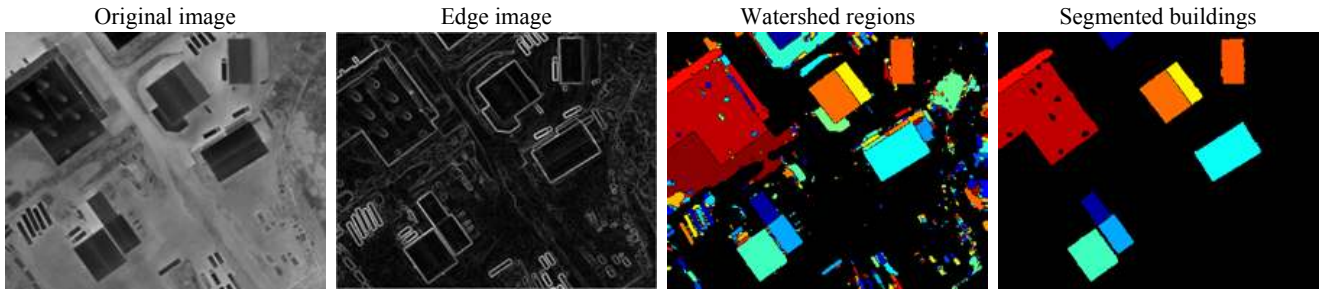 Original image
Edge image
Watershed regions
Segmented buildings